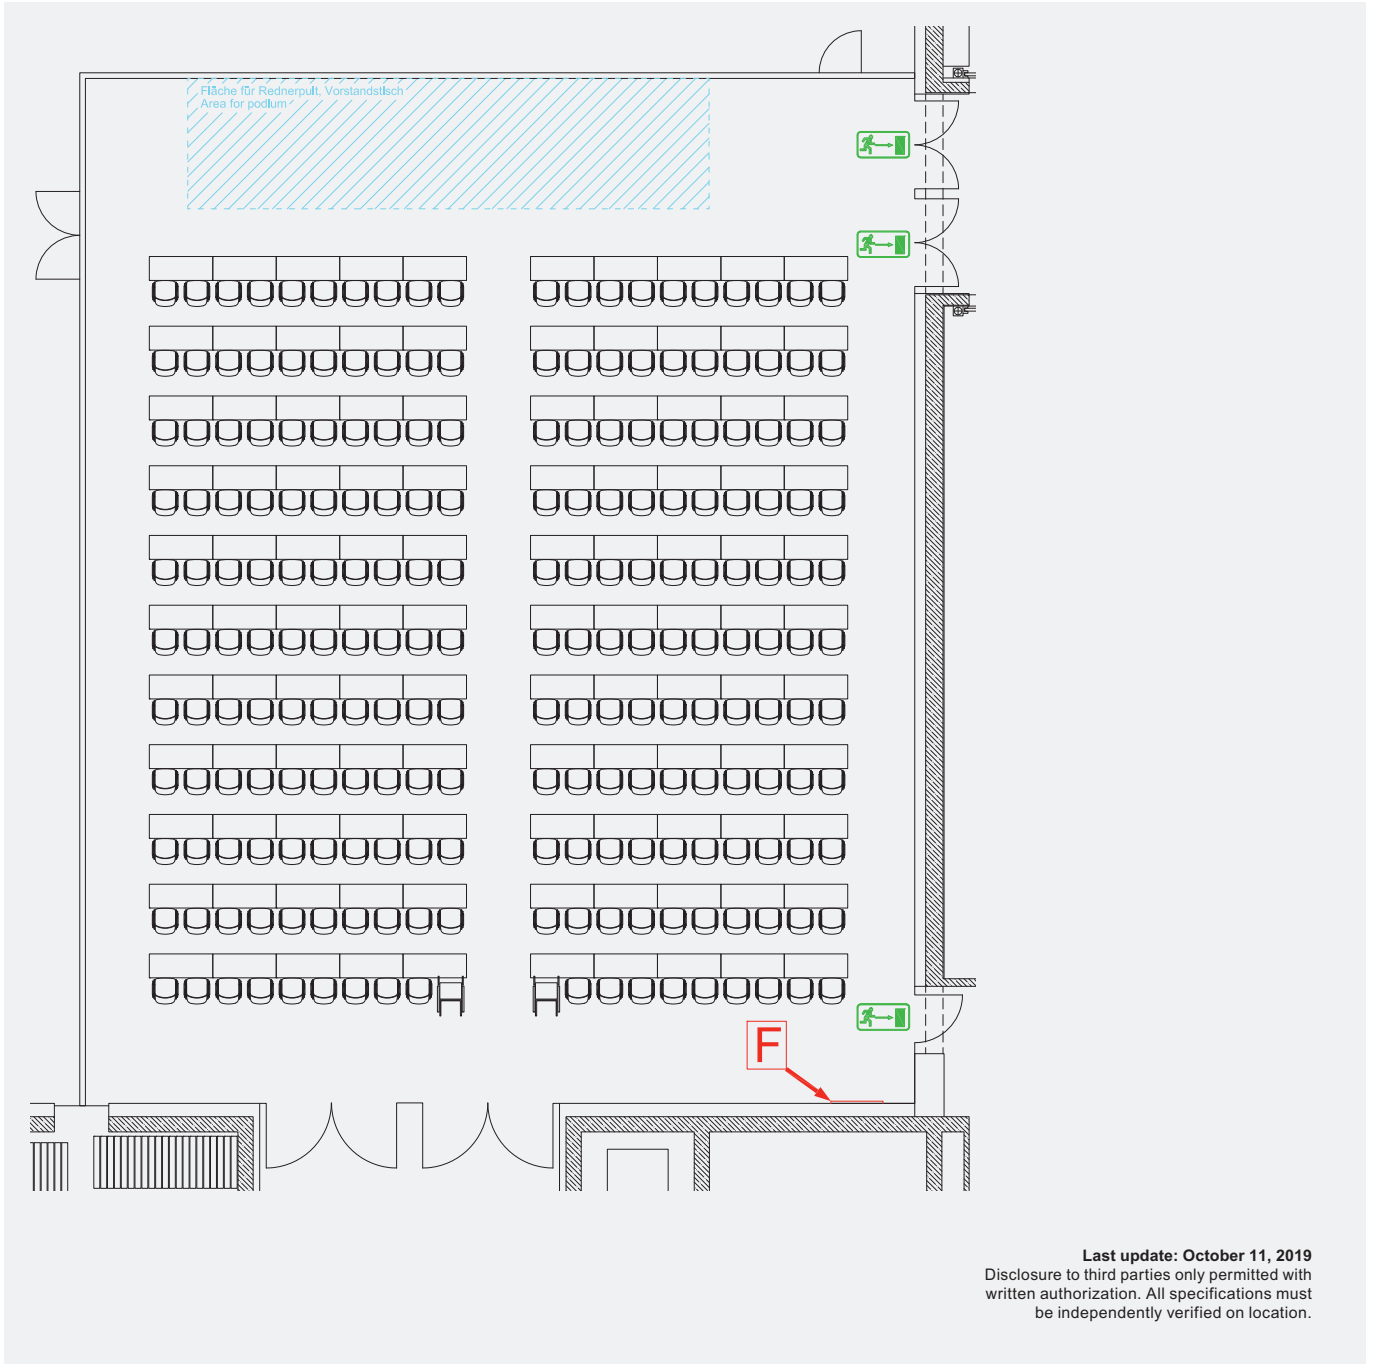 Fläche für Rednerpult, Vorstandstisch
Area for podium
F
Last update: October 11, 2019
Disclosure to third parties only permitted with
written authorization. All specifications must
be independently verified on location.